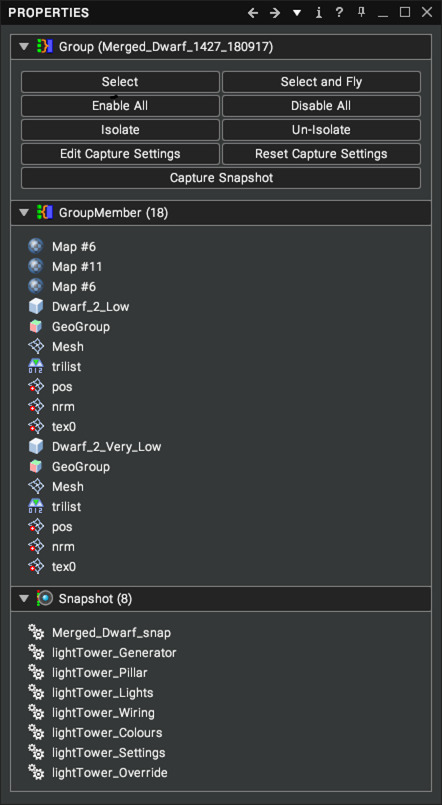 PROPERTIES
Group (Merged_Dwarf_1427_180917)
Select Select and Fly
Enable All Disable All
Isolate Un-Isolate
Edit Capture Settings Reset Capture Settings
Capture Snapshot
GroupMember (18)
Map #6
Map #11
Map #6
Dwarf_2_Low
GeoGroup
Mesh
trilist
pos
nrm
tex0
Dwarf_2_Very_Low
GeoGroup
Mesh
trilist
pos
nrm
tex0
Snapshot (8)
Merged_Dwarf_snap
lightTower_Generator
lightTower_Pillar
lightTower_Lights
lightTower_Wiring
lightTower_Colours
lightTower_Settings
lightTower_Override